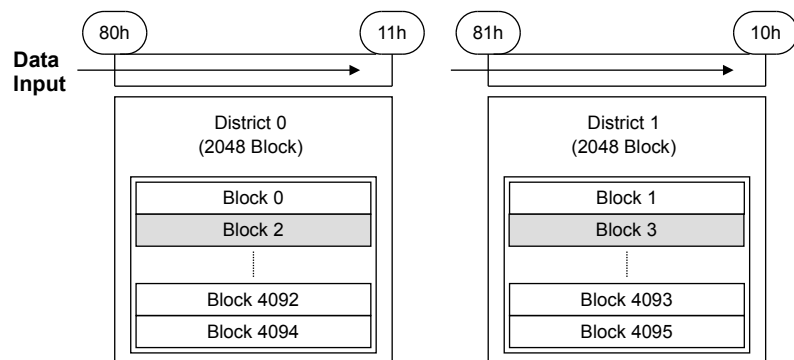 80h
11h
81h
10h
Data
Input
District 0
(2048 Block)
Block 0
Block 2
Block 4092
Block 4094
District 1
(2048 Block)
Block 1
Block 3
Block 4093
Block 4095